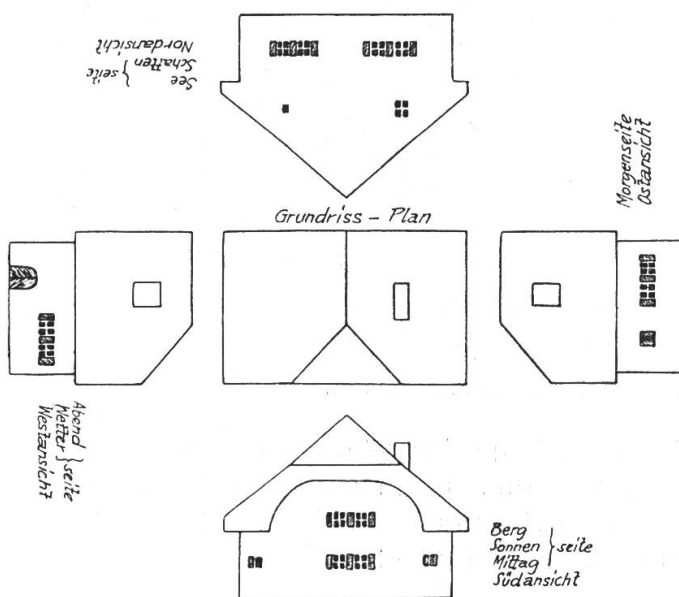 See
Schatten } seite
Nordansicht
Morgenseite
Ostansicht
Grundriss - Plan
Abend
Wetter } seite
Westansicht
Berg
Sonnen } seite
Mittag
Südansicht